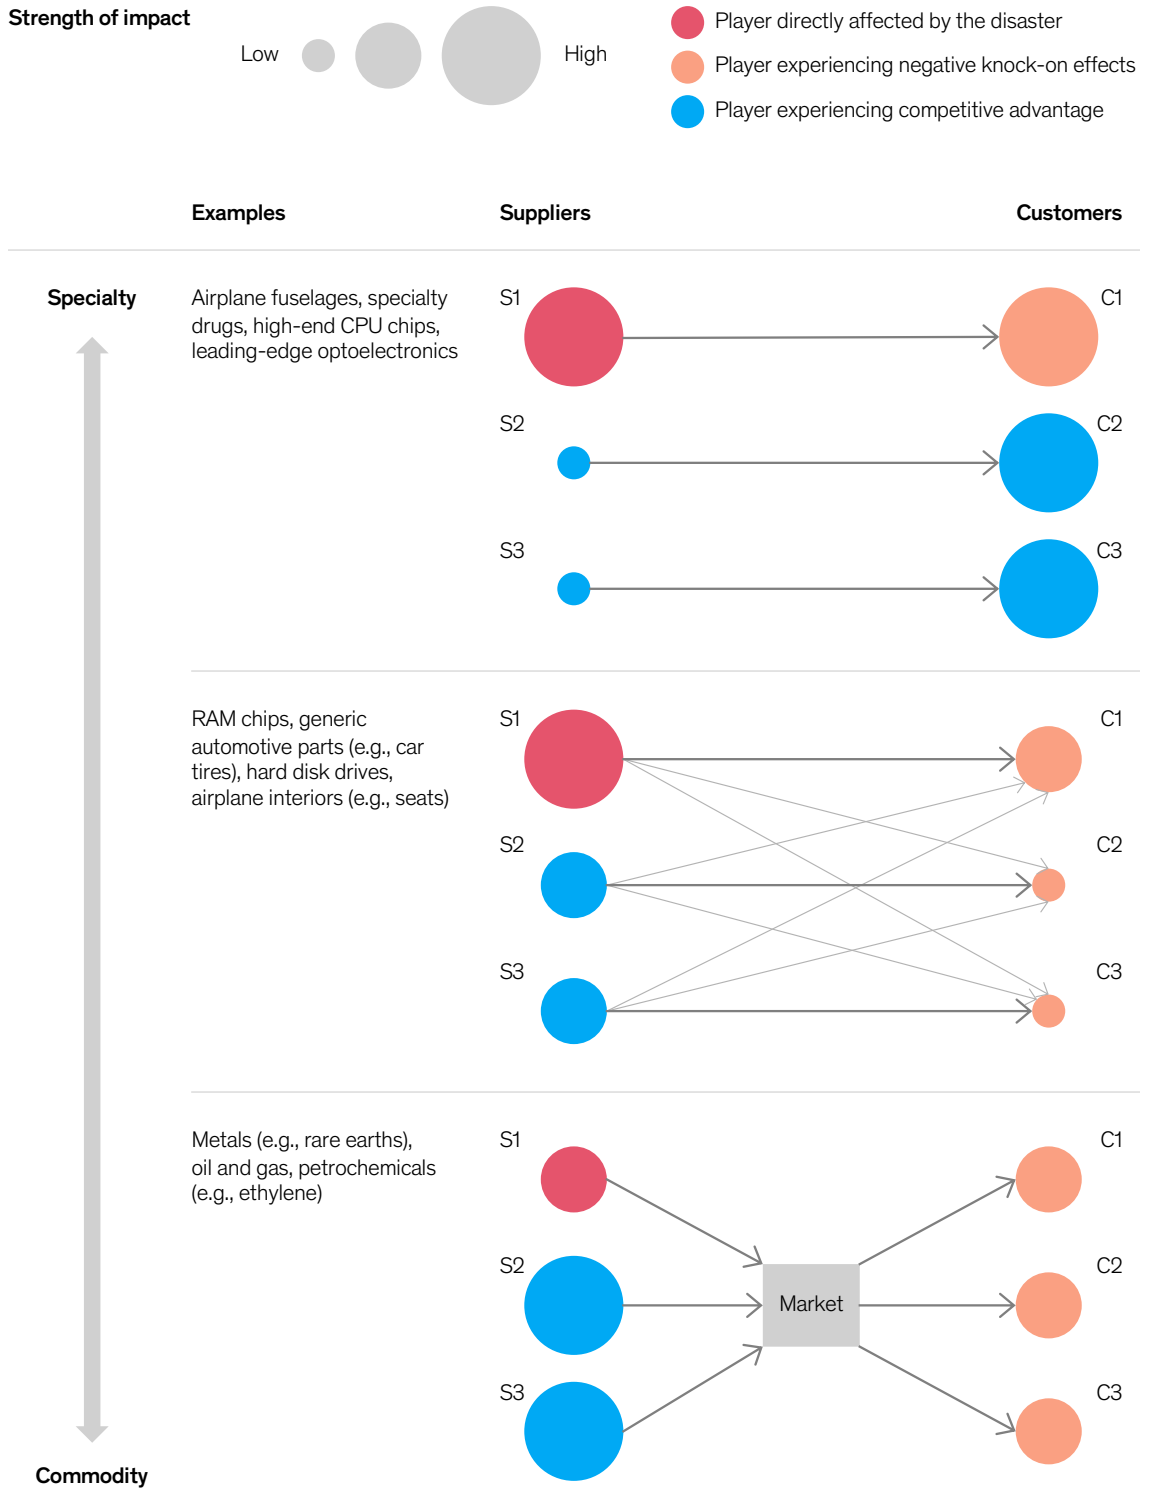 Strength of impact
Low
High
Player directly affected by the disaster
Player experiencing negative knock-on effects
Player experiencing competitive advantage
Examples
Suppliers
Customers
Specialty
Airplane fuselages, specialty
drugs, high-end CPU chips,
leading-edge optoelectronics
S1
C1
S2
C2
S3
C3
RAM chips, generic
automotive parts (e.g., car
tires), hard disk drives,
airplane interiors (e.g., seats)
S1
C1
S2
C2
S3
C3
Metals (e.g., rare earths),
oil and gas, petrochemicals
(e.g., ethylene)
S1
C1
S2
C2
Market
S3
C3
Commodity